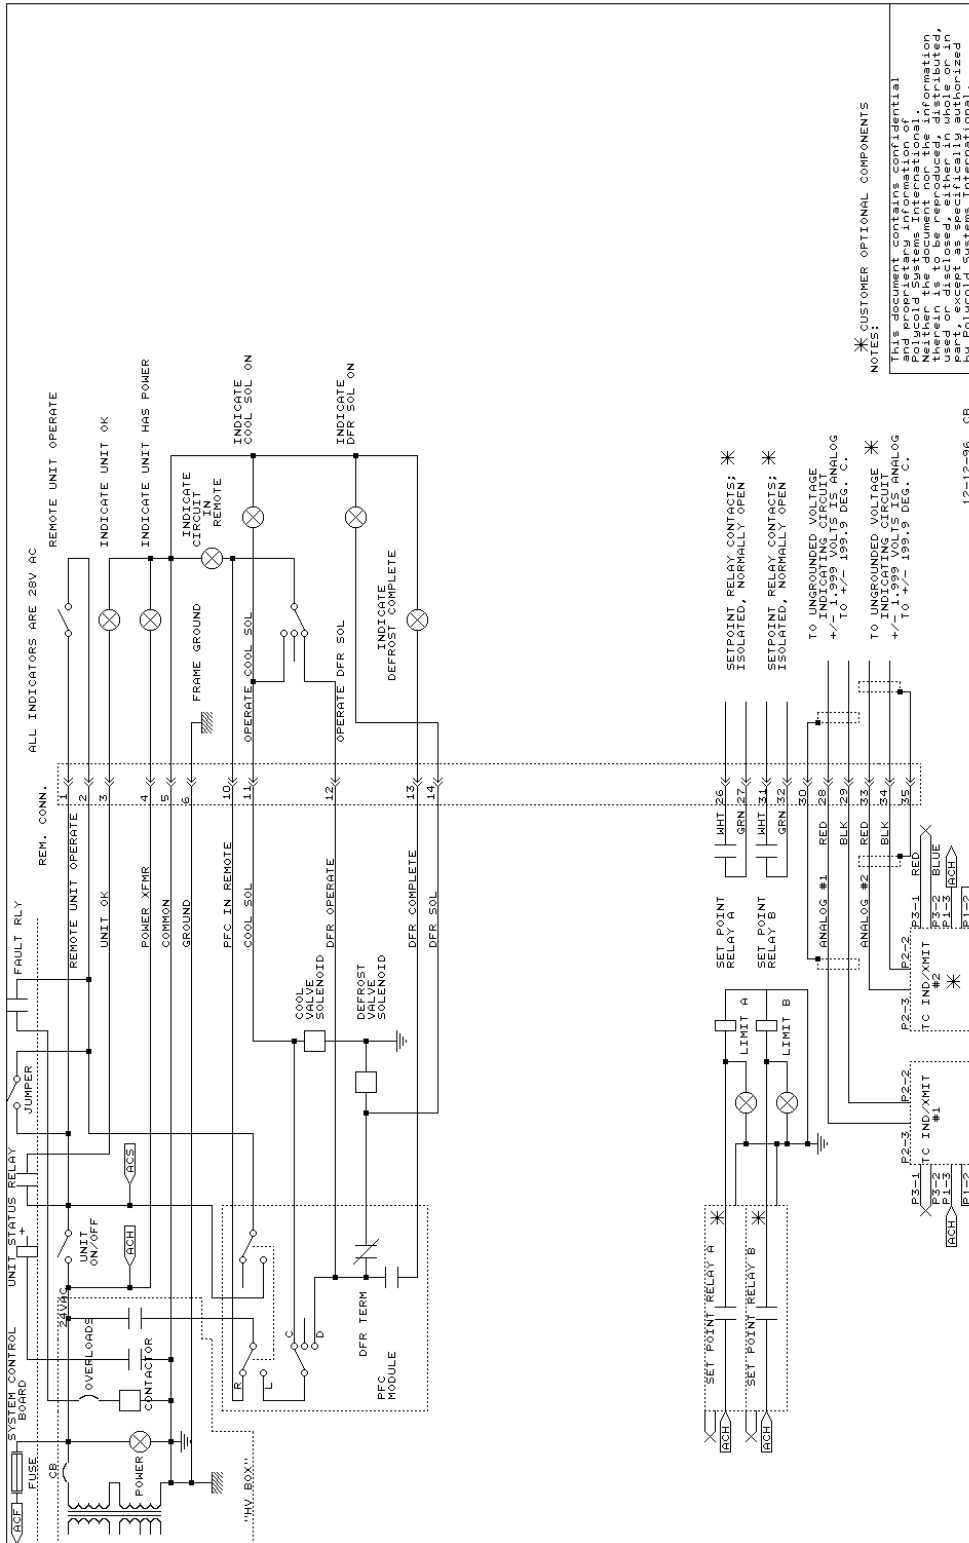 ACF
FUSE
SYSTEM CONTROL
BOARD
UNIT STATUS RELAY
+
JUMPER
FAULT RLY
REM. CONN.
ALL INDICATORS ARE 28V AC
REMOTE UNIT OPERATE
INDICATE UNIT OK
INDICATE UNIT HAS POWER
INDICATE
CIRCUIT
IN
REMOTE
INDICATE
COOL SOL ON
INDICATE
DFR SOL ON
CB
24VAC
OVERLOADS
CONTACTOR
POWER
"HV BOX"
UNIT
ON/OFF
ACH
ACS
REMOTE UNIT OPERATE
1
2
UNIT OK
3
POWER XFMR
4
COMMON
5
GROUND
6
FRAME GROUND
PFC IN REMOTE
10
COOL SOL
11
OPERATE COOL SOL
DFR OPERATE
12
OPERATE DFR SOL
DFR COMPLETE
13
DFR SOL
14
INDICATE
DEFROST COMPLETE
COOL
VALVE
SOLENOID
DEFROST
VALVE
SOLENOID
R
L
C
D
DFR TERM
PFC
MODULE
ACH
SET POINT RELAY A
ACH
SET POINT RELAY B
LIMIT A
LIMIT B
SET POINT
RELAY A
SET POINT
RELAY B
WHT 26
GRN 27
WHT 31
GRN 32
SETPOINT RELAY CONTACTS;
ISOLATED, NORMALLY OPEN
SETPOINT RELAY CONTACTS;
ISOLATED, NORMALLY OPEN
30
ANALOG #1 RED 28
BLK 29
ANALOG #2 RED 33
BLK 34
35
TO UNGROUNDED VOLTAGE
INDICATING CIRCUIT
+/- 1.999 VOLTS IS ANALOG
TO +/- 199.9 DEG. C.
TO UNGROUNDED VOLTAGE
INDICATING CIRCUIT
+/- 1.999 VOLTS IS ANALOG
TO +/- 199.9 DEG. C.
P2-3
P2-2
TC IND/XMIT
#1
P3-1
P3-2
P1-3
P1-2
ACH
P2-3
P2-2
TC IND/XMIT
#2
P3-1 RED
P3-2 BLUE
P1-3 ACH
P1-2
12-12-96 CB
CUSTOMER OPTIONAL COMPONENTS
NOTES:
This document contains confidential
and proprietary information of
Polycold Systems International.
Neither the document nor the information
therein is to be reproduced, distributed,
used or disclosed, either in whole or in
part, except as specifically authorized
by Polycold Systems International.